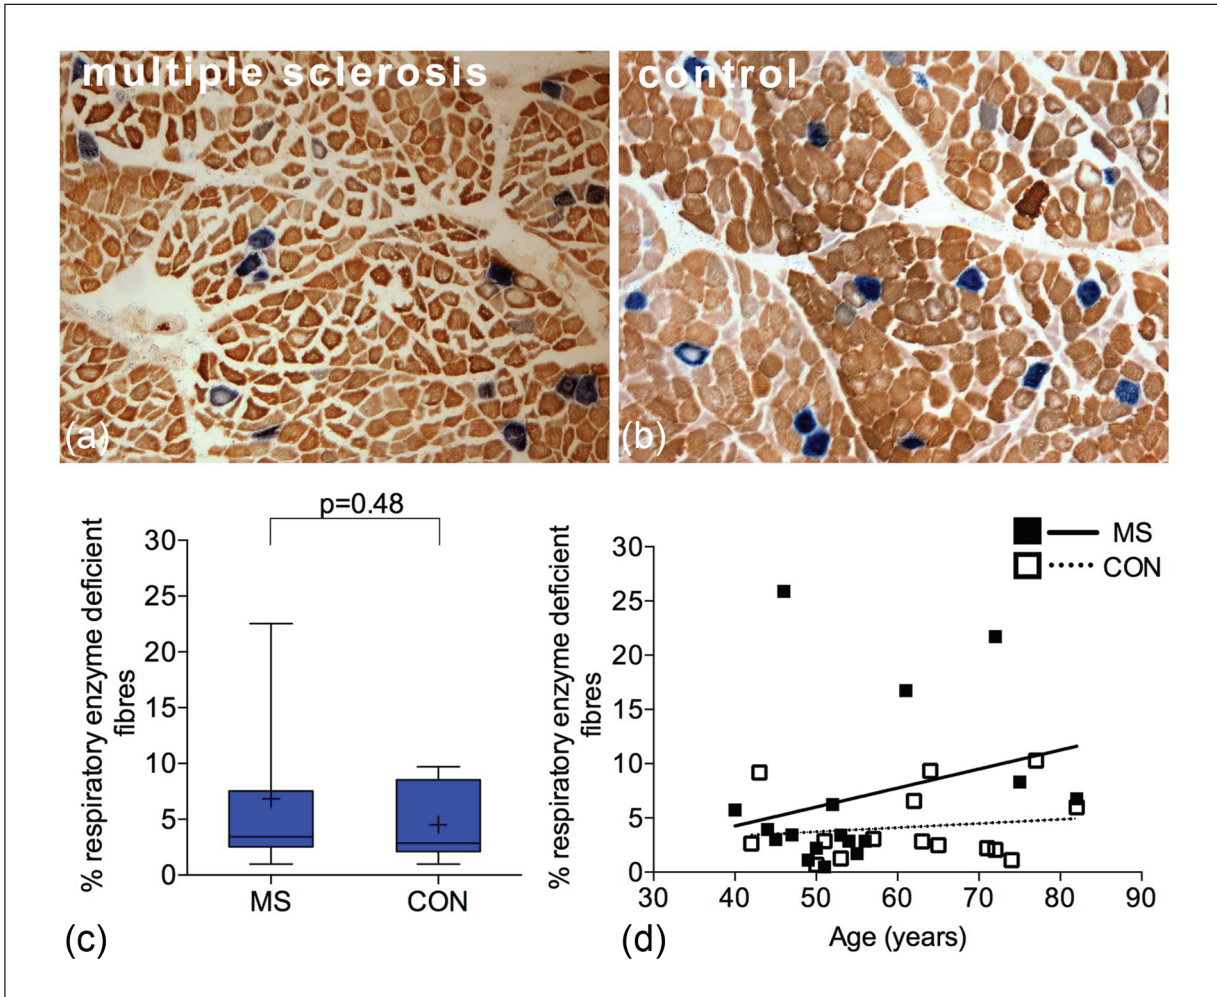 multiple sclerosis
control
(a)
(b)
p=0.48
% respiratory enzyme deficient
fibres
30
25
20
15
10
5
0
MS
CON
(c)
MS
CON
% respiratory enzyme deficient
fibres
30
25
20
15
10
5
0
30
40
50
60
70
80
90
Age (years)
(d)